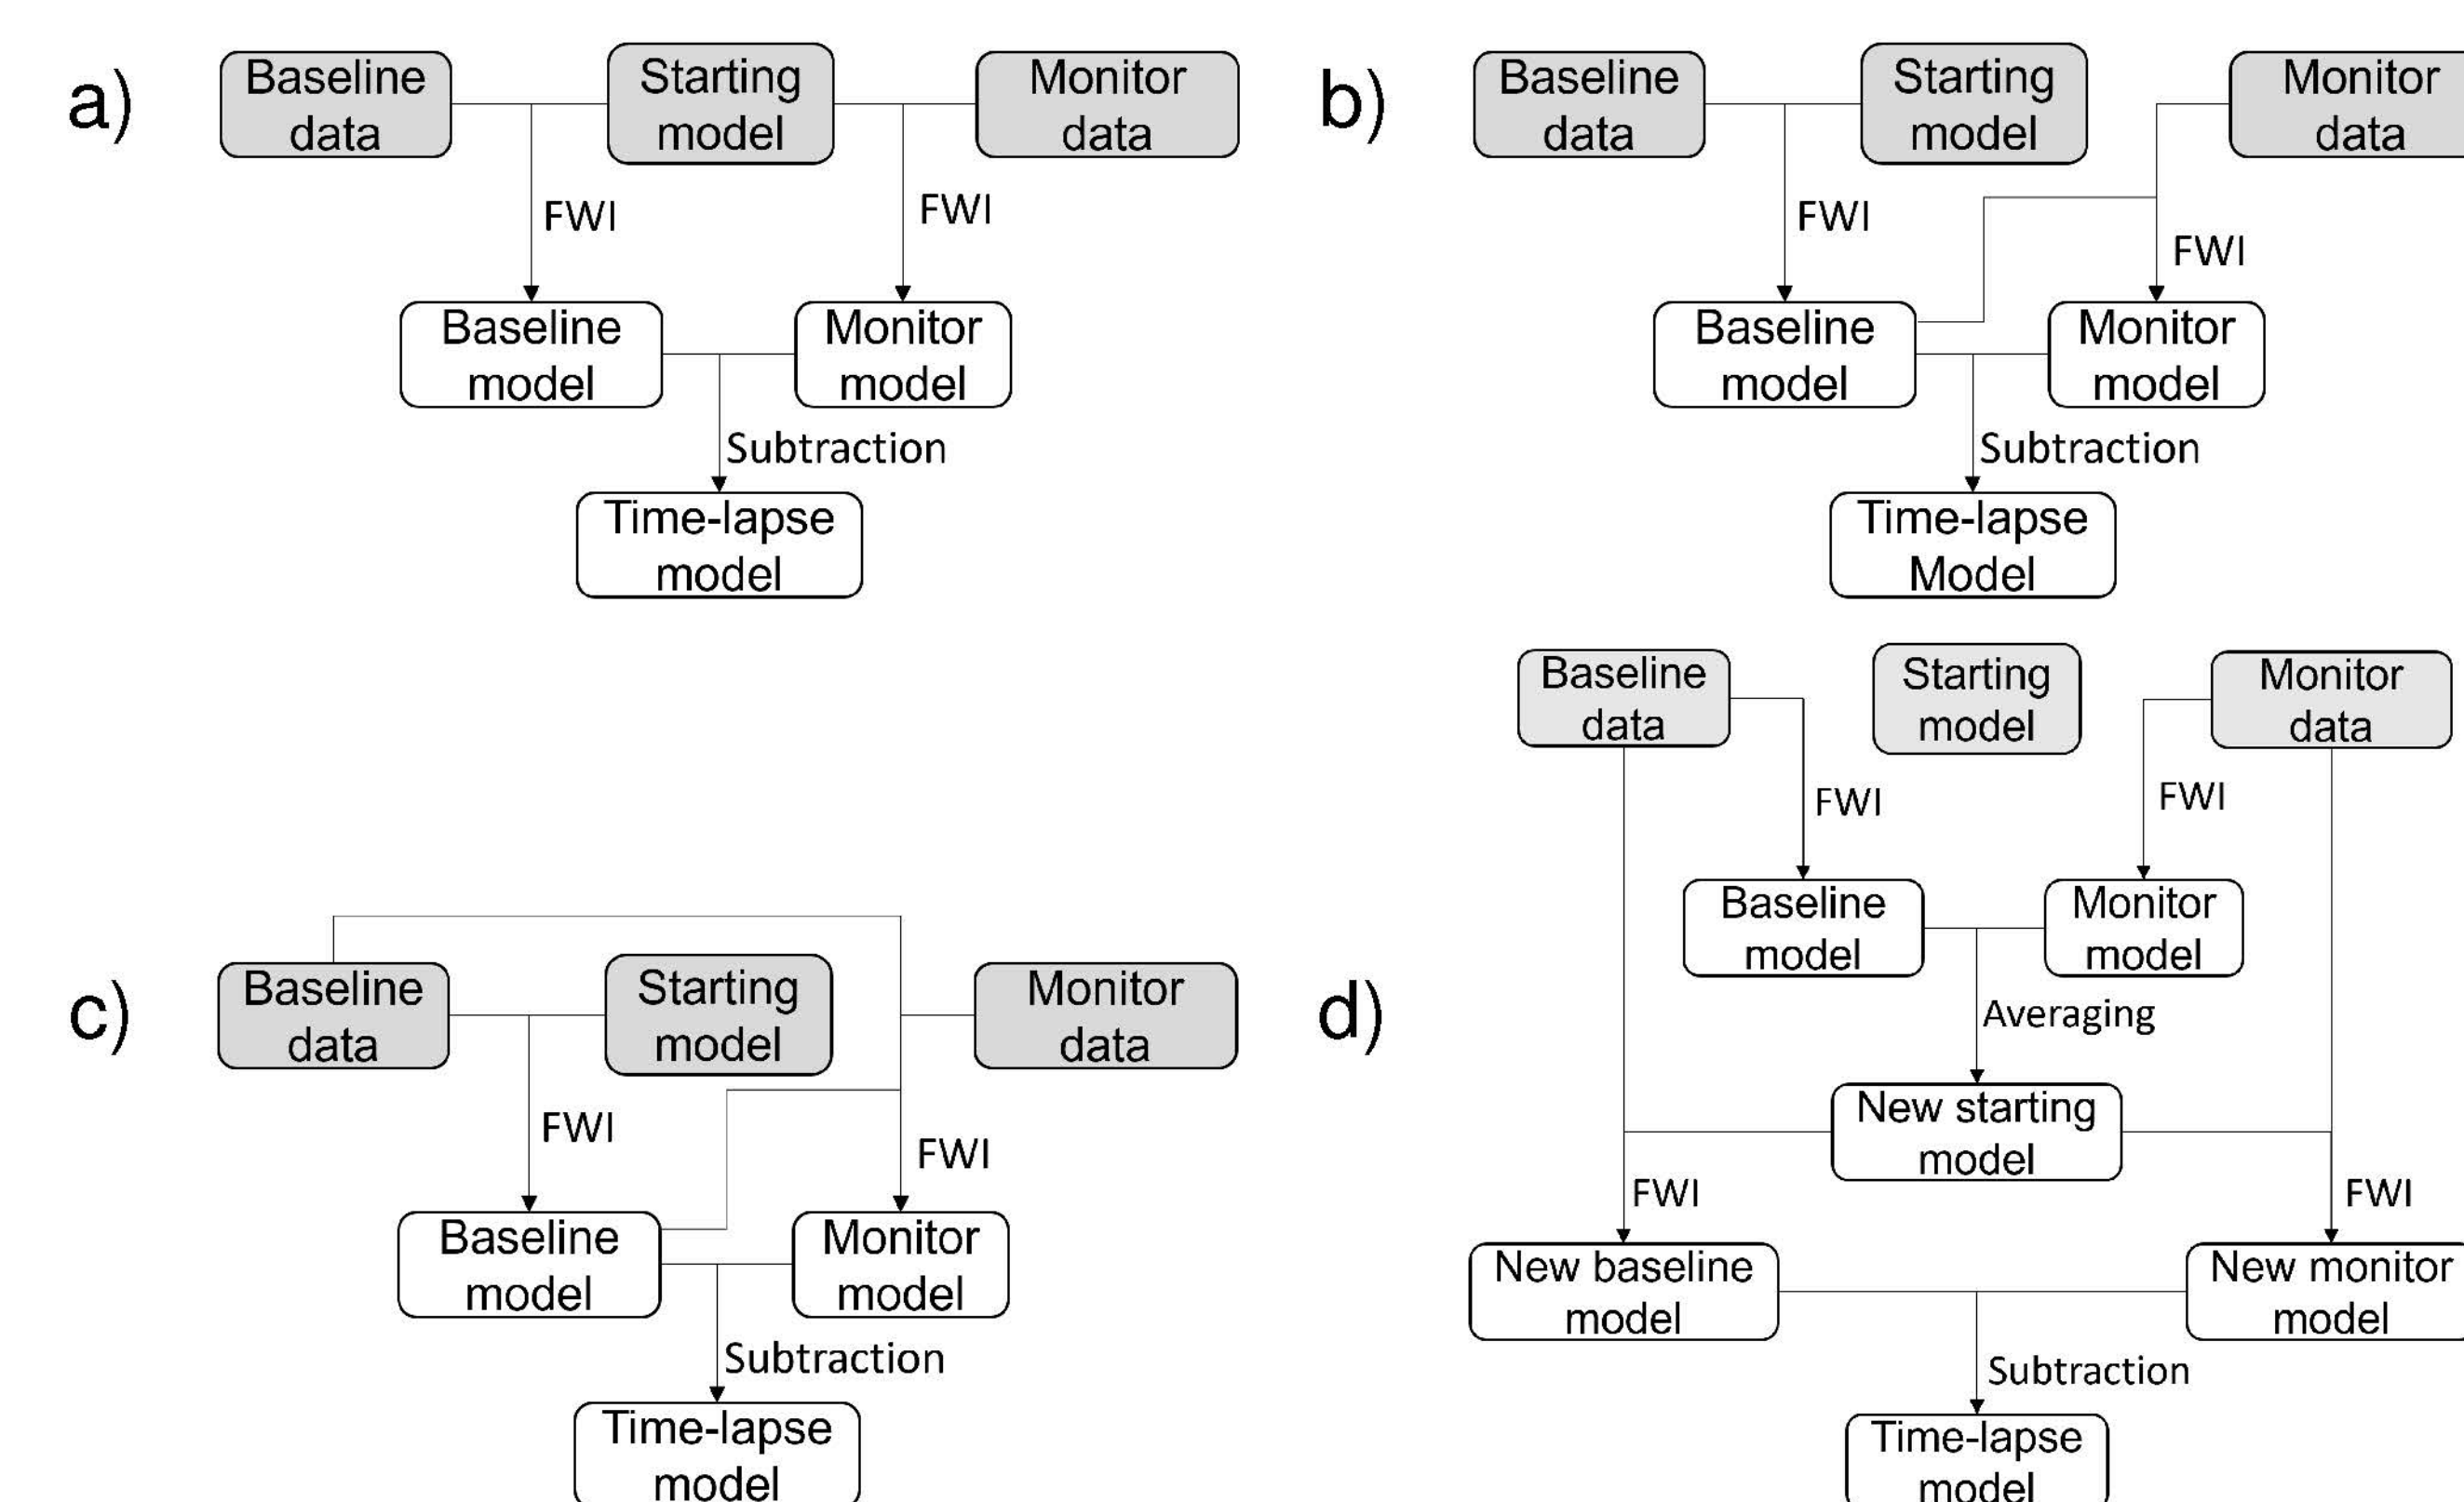 a)
Baseline
data
Starting
model
Monitor
data
FWI
FWI
Baseline
model
Monitor
model
Subtraction
Time-lapse
model
b)
Baseline
data
Starting
model
Monitor
data
FWI
FWI
Baseline
model
Monitor
model
Subtraction
Time-lapse
Model
c)
Baseline
data
Starting
model
Monitor
data
FWI
FWI
Baseline
model
Monitor
model
Subtraction
Time-lapse
model
d)
Baseline
data
Starting
model
Monitor
data
FWI
FWI
Baseline
model
Monitor
model
Averaging
New starting
model
FWI
FWI
New baseline
model
New monitor
model
Subtraction
Time-lapse
model